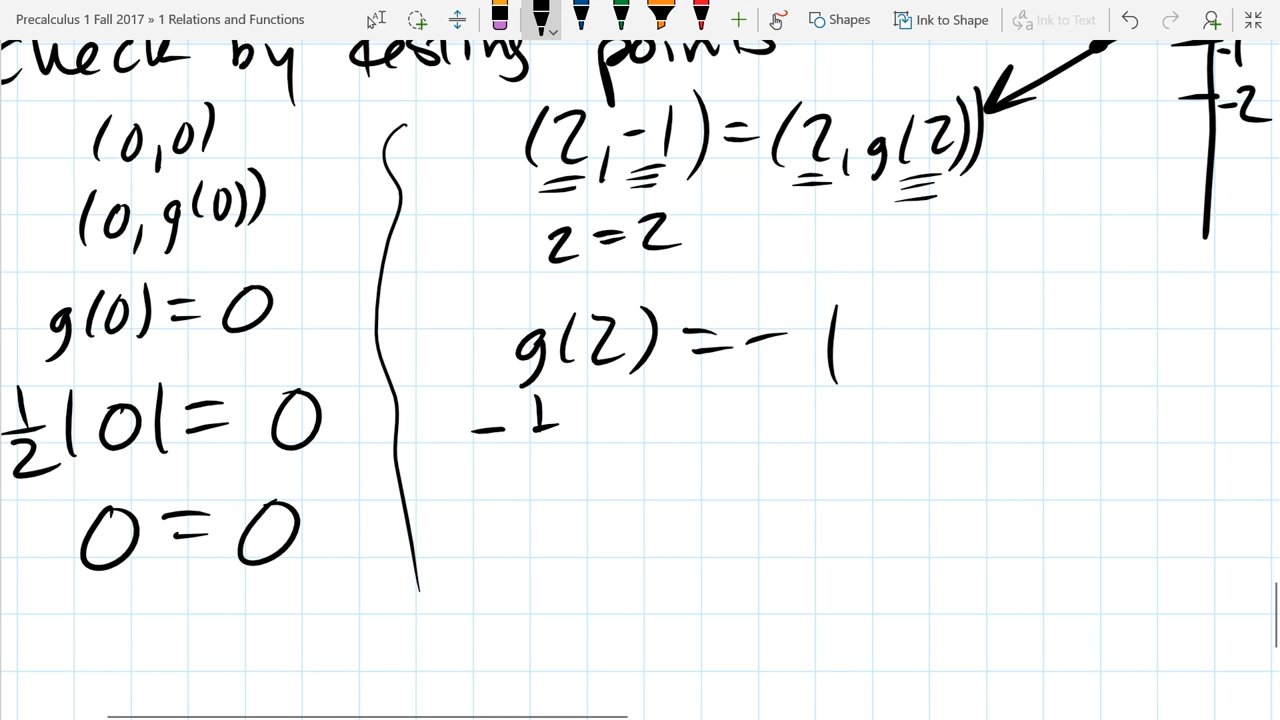 Precalculus 1 Fall 2017 » 1 Relations and Functions
Shapes
Ink to Shape
Ink to Text
check by testing points
-1
-2
(0,0)
(0, g(0))
g(0) = 0
1/2 |0| = 0
0 = 0
(2, -1) = (2, g(2))
2 = 2
g(2) = -1
- 1